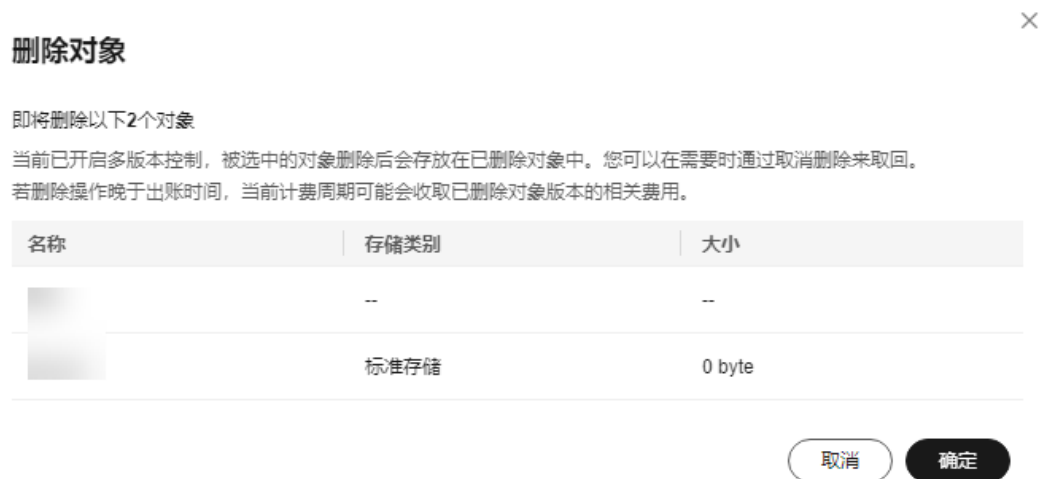 删除对象
即将删除以下2个对象
当前已开启多版本控制，被选中的对象删除后会存放在已删除对象中。您可以在需要时通过取消删除来取回。
若删除操作晚于出账时间，当前计费周期可能会收取已删除对象版本的相关费用。
名称 存储类别 大小
-- --
标准存储 0 byte
取消 确定